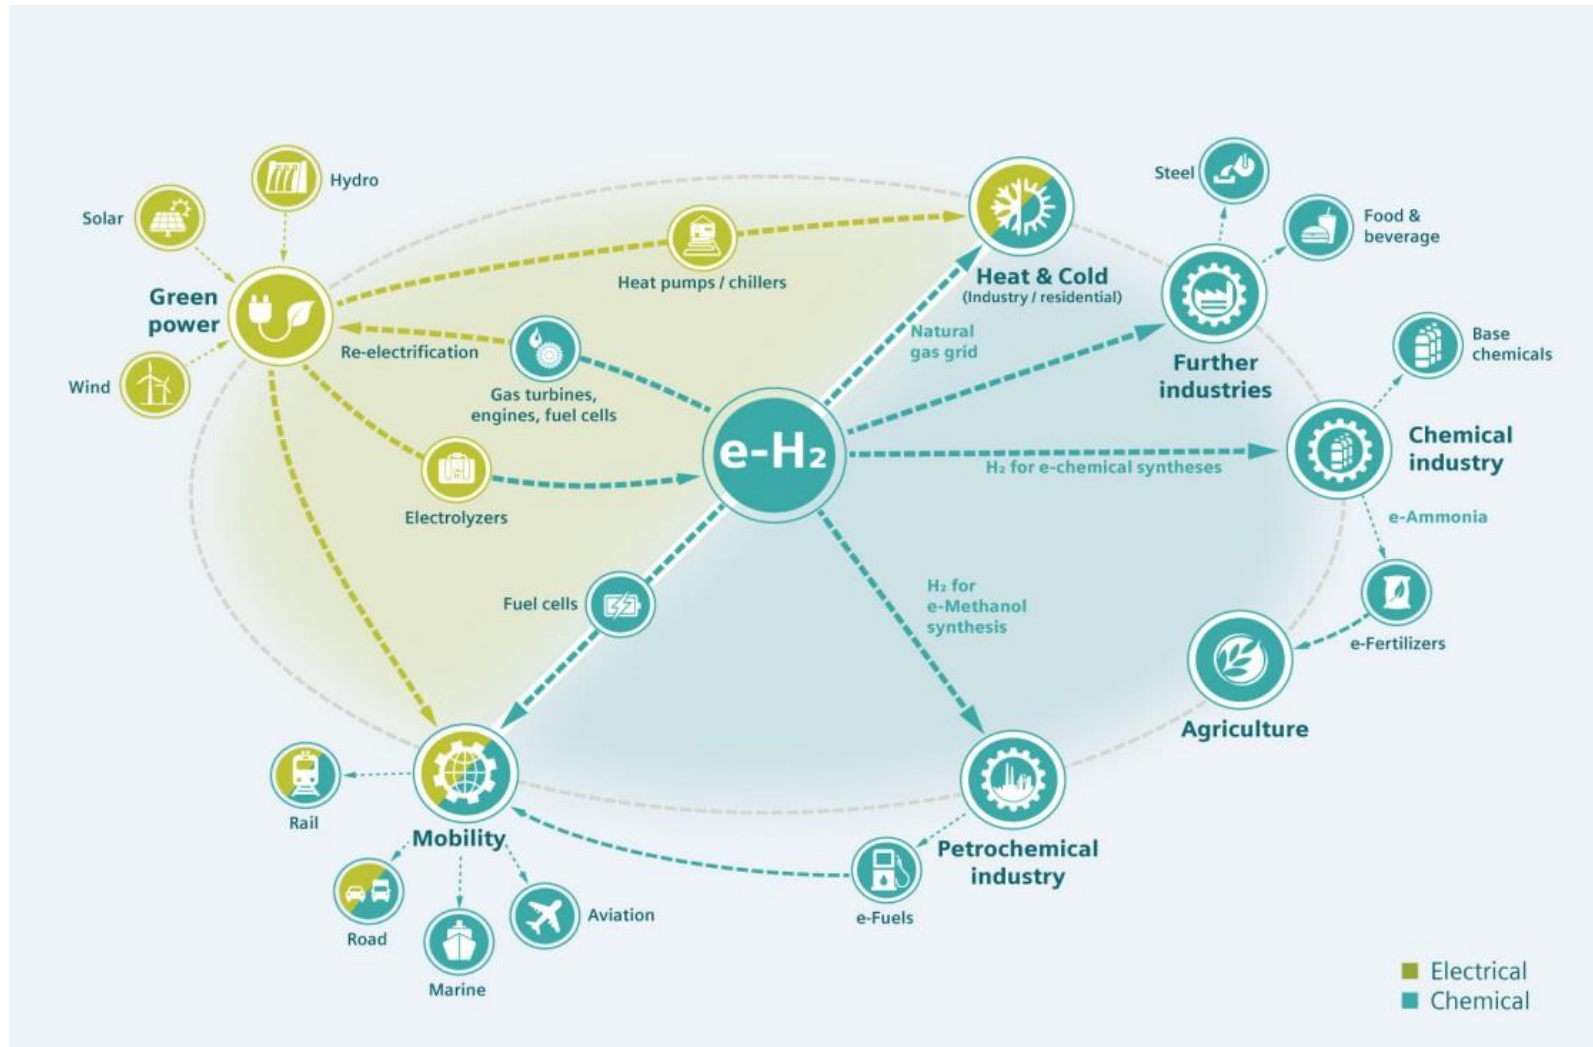 Hydro
Solar
Green
power
Wind
Heat pumps / chillers
Re-electrification
Gas turbines,
engines, fuel cells
Electrolyzers
e-H₂
Fuel cells
Heat & Cold
(Industry / residential)
Natural
gas grid
Steel
Food &
beverage
Further
industries
Base
chemicals
Chemical
industry
H₂ for e-chemical syntheses
e-Ammonia
e-Fertilizers
Agriculture
H₂ for
e-Methanol
synthesis
Petrochemical
industry
e-Fuels
Mobility
Rail
Road
Marine
Aviation
Electrical
Chemical